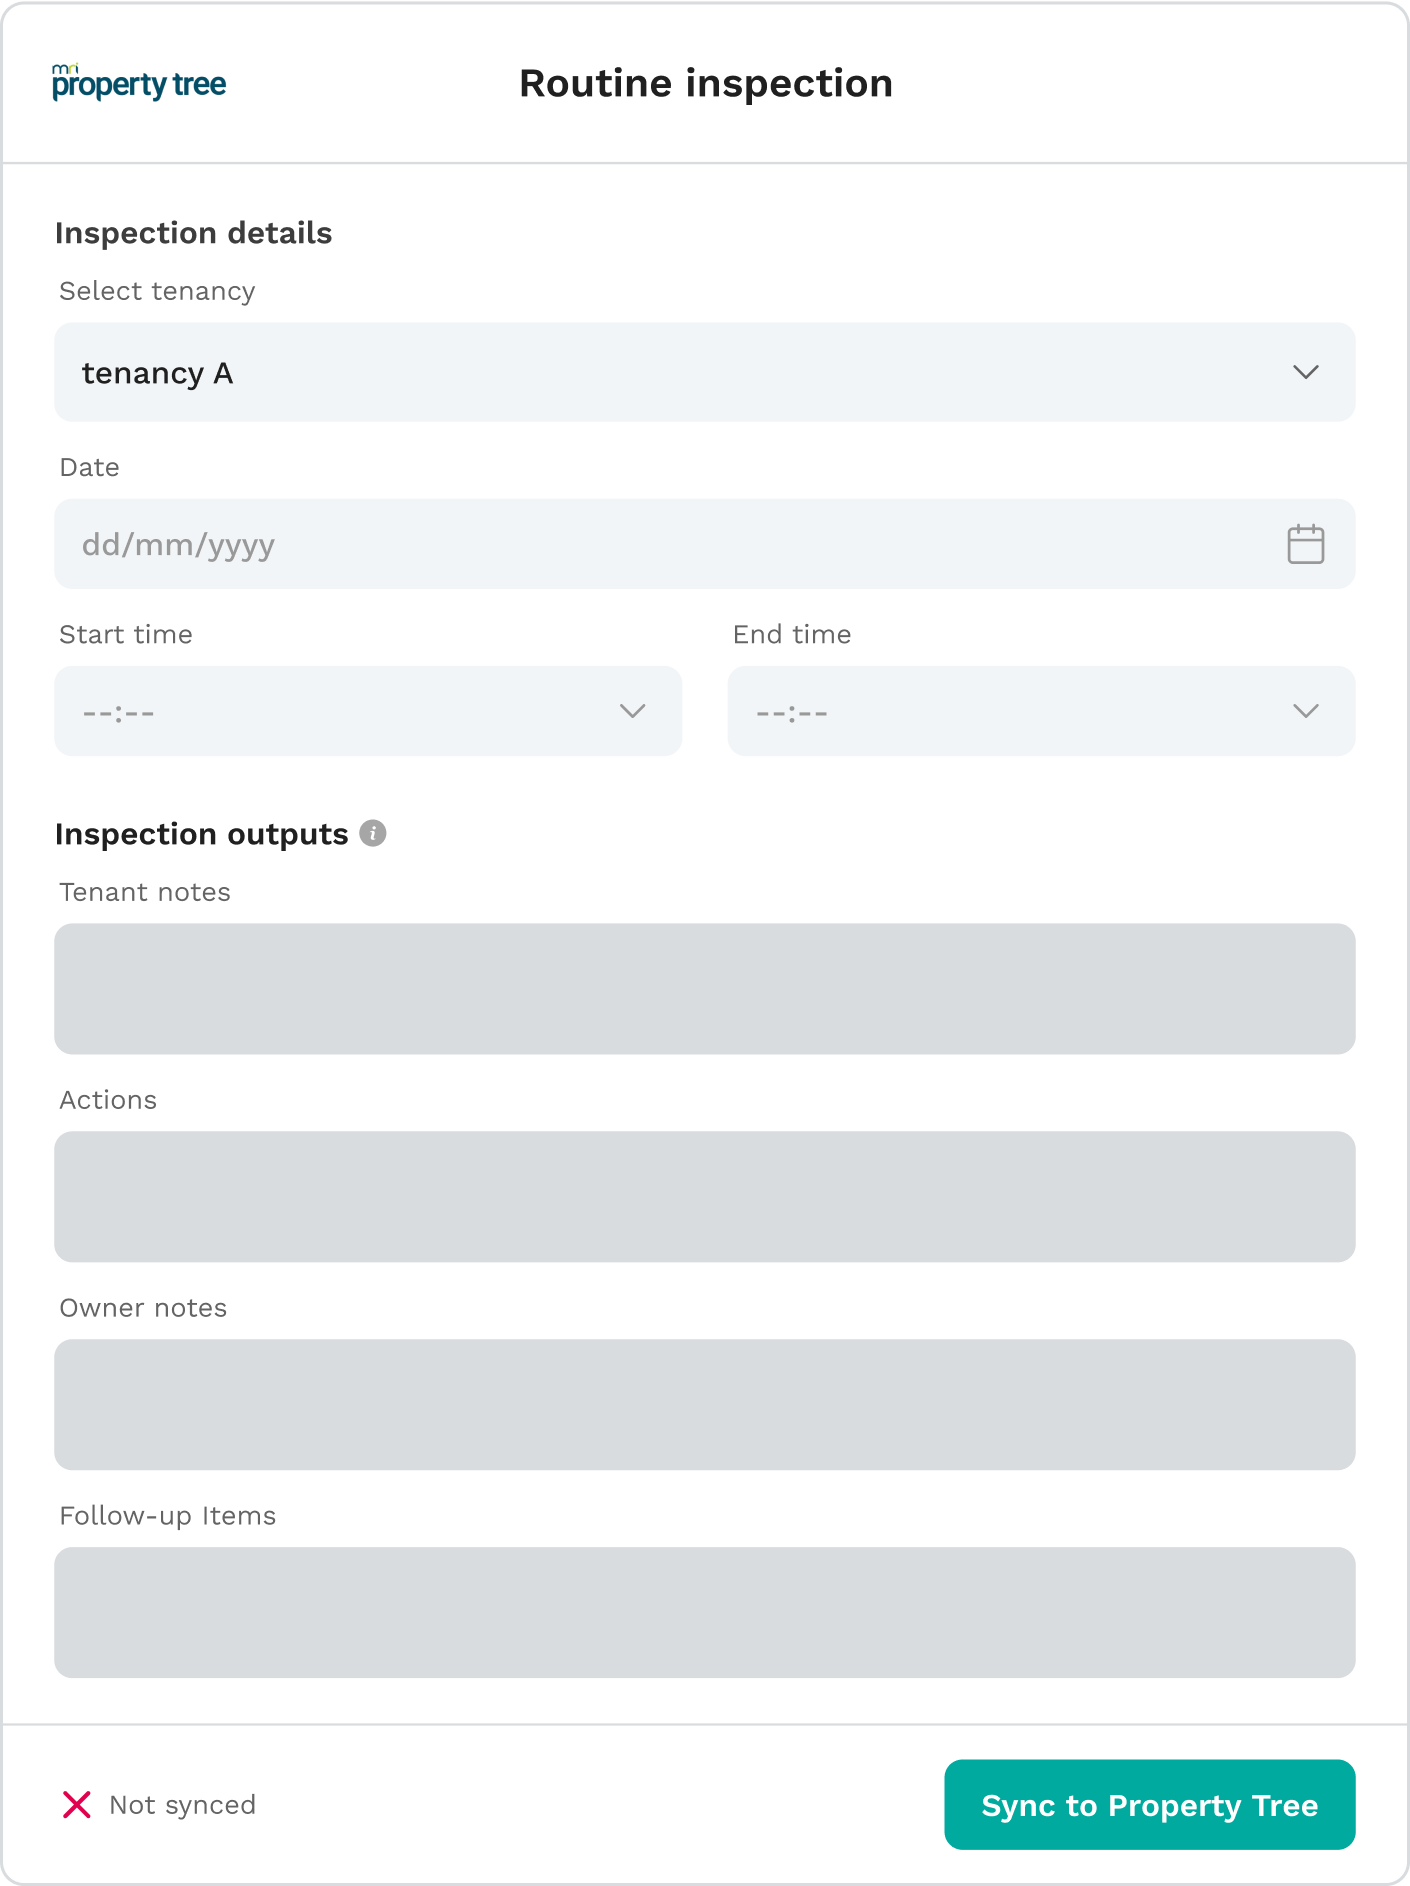 mri
property tree
Routine inspection
Inspection details
Select tenancy
tenancy A
Date
dd/mm/yyyy
Start time
End time
--:--
--:--
Inspection outputs i
Tenant notes
Actions
Owner notes
Follow-up Items
Not synced
Sync to Property Tree